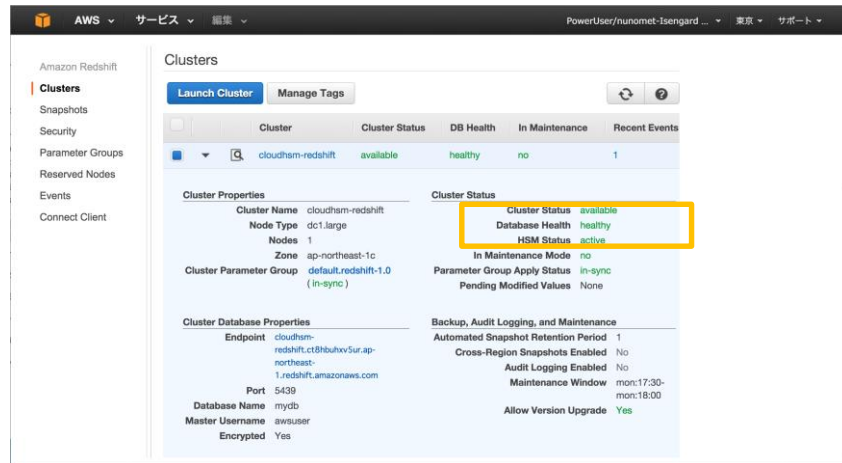 AWS サービス 編集 PowerUser/nunomet-Isengard ... 東京 サポート
Amazon Redshift
Clusters
Snapshots
Security
Parameter Groups
Reserved Nodes
Events
Connect Client
Clusters
Launch Cluster Manage Tags
Cluster Cluster Status DB Health In Maintenance Recent Events
cloudhsm-redshift available healthy no 1
Cluster Properties
Cluster Name cloudhsm-redshift
Node Type dc1.large
Nodes 1
Zone ap-northeast-1c
Cluster Parameter Group default.redshift-1.0
( in-sync )
Cluster Status
Cluster Status available
Database Health healthy
HSM Status active
In Maintenance Mode no
Parameter Group Apply Status in-sync
Pending Modified Values None
Cluster Database Properties
Endpoint cloudhsm-
redshift.ct8hbuhxv5ur.ap-
northeast-
1.redshift.amazonaws.com
Port 5439
Database Name mydb
Master Username awsuser
Encrypted Yes
Backup, Audit Logging, and Maintenance
Automated Snapshot Retention Period 1
Cross-Region Snapshots Enabled No
Audit Logging Enabled No
Maintenance Window mon:17:30-
mon:18:00
Allow Version Upgrade Yes